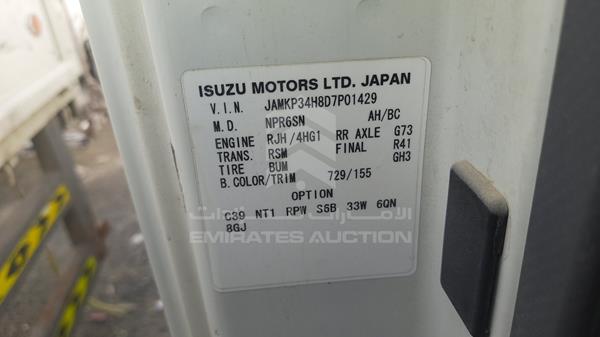 ISUZU MOTORS LTD. JAPAN
V.I.N. JAMKP34H8D7P01429
M.D. NPR6SN AH/BC
ENGINE RJH/4HG1 RR AXLE G73
TRANS. RSM FINAL R41
TIRE BUM GH3
B.COLOR/TRIM 729/155
OPTION
C39 NT1 RPW S6B 33W 6QN
8GJ
الإمارات للمزادات
EMIRATES AUCTION